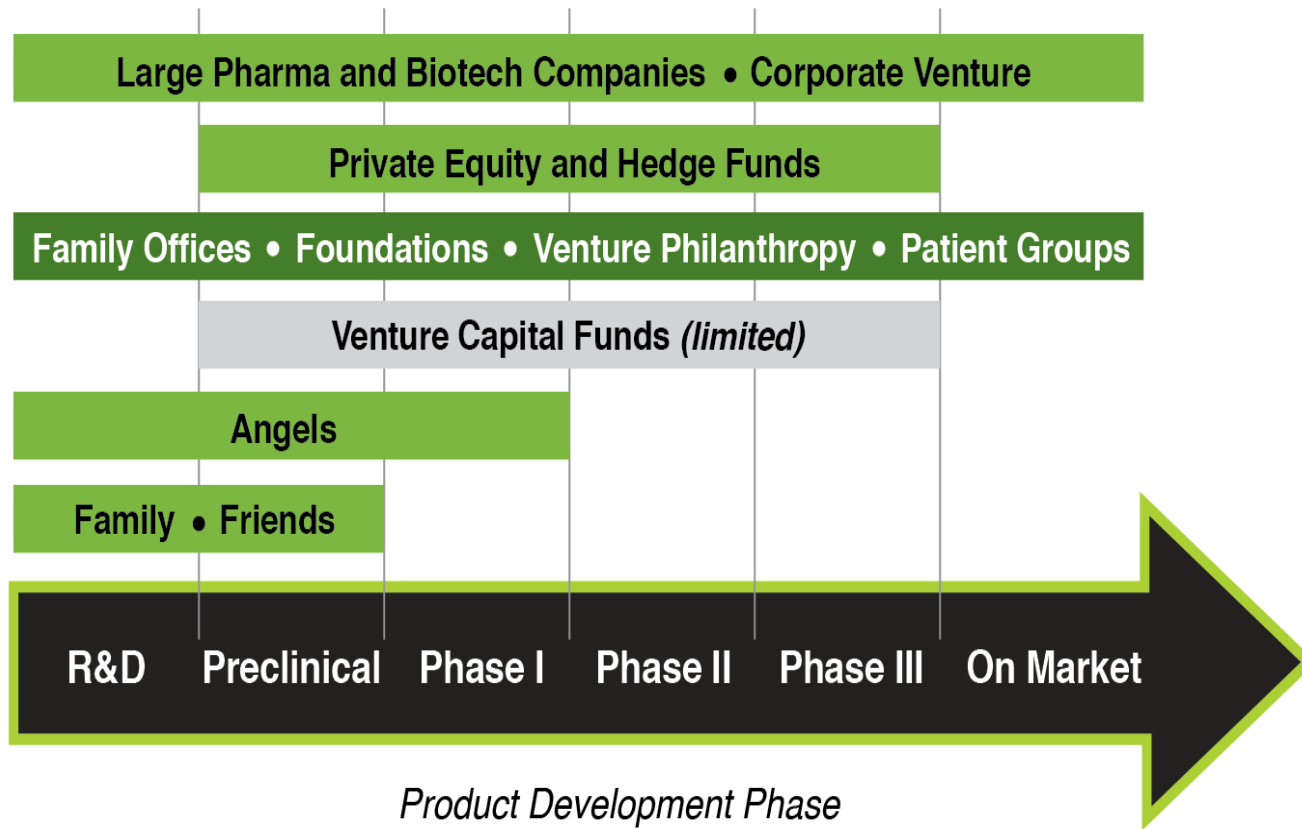 Large Pharma and Biotech Companies • Corporate Venture
Private Equity and Hedge Funds
Family Offices • Foundations • Venture Philanthropy • Patient Groups
Venture Capital Funds (limited)
Angels
Family • Friends
R&D Preclinical Phase I Phase II Phase III On Market
Product Development Phase